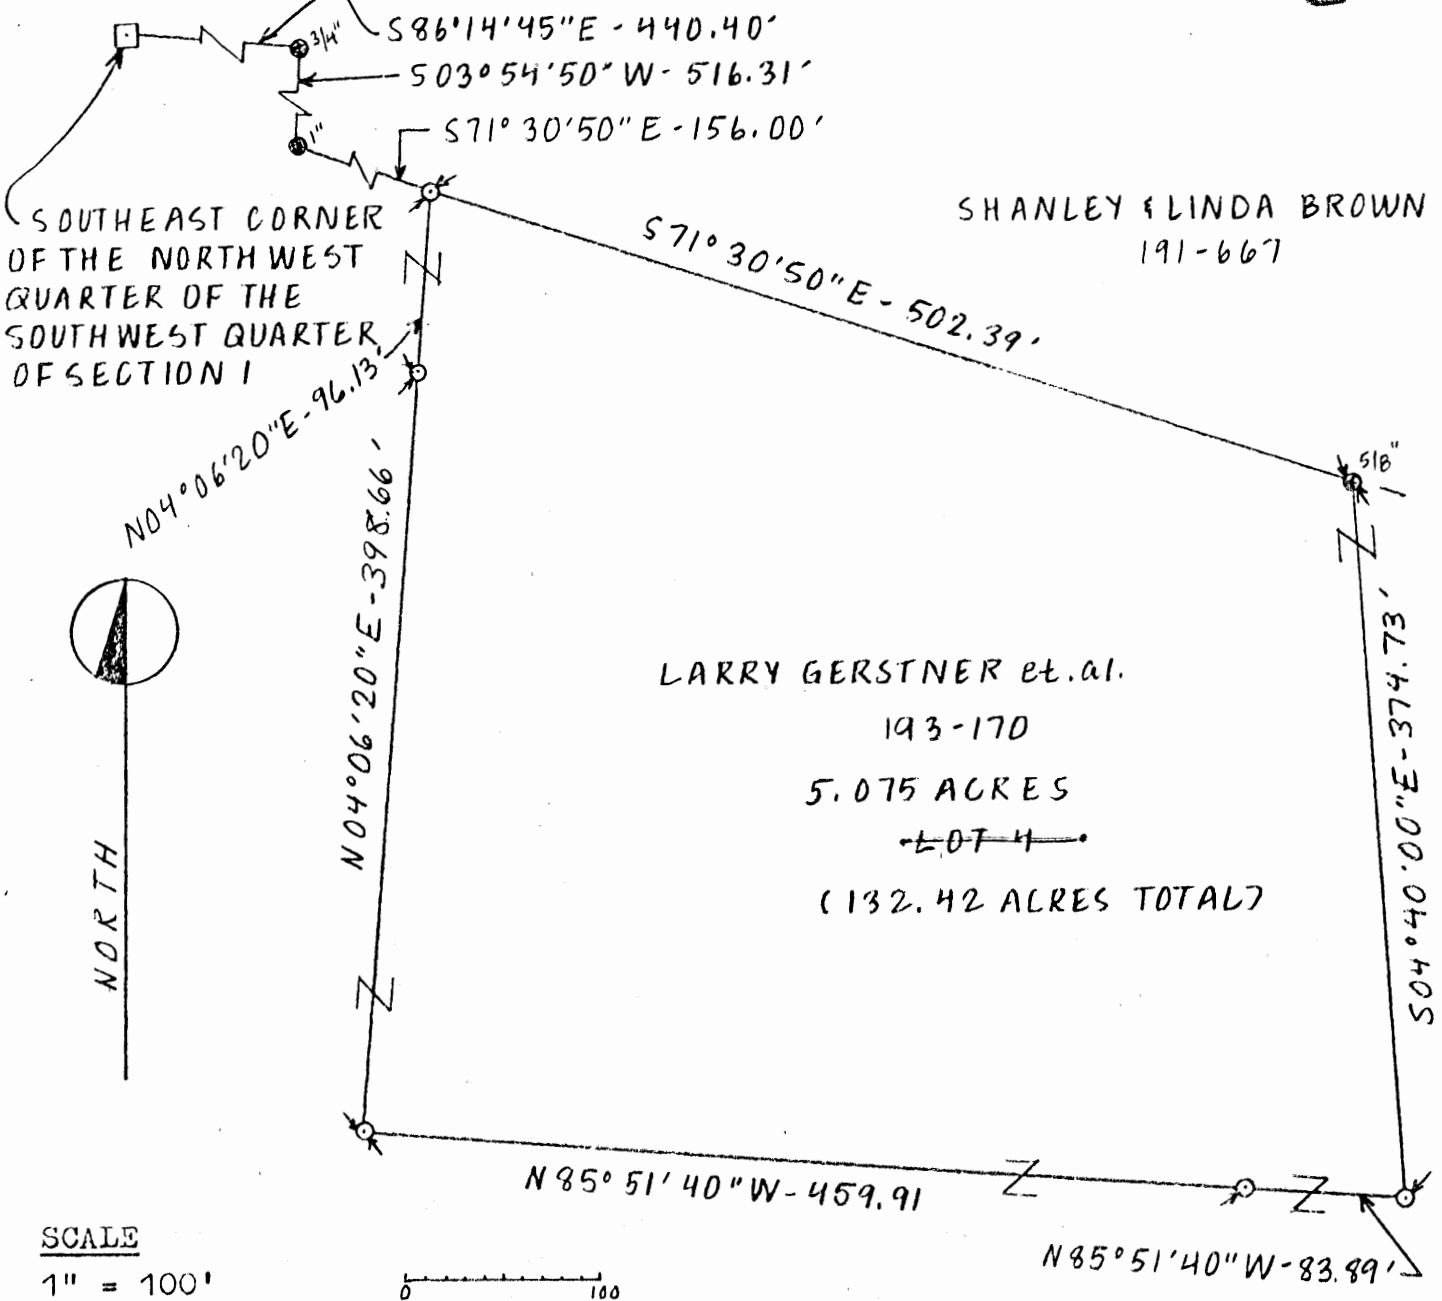 S86°14'45"E - 440.40'
3/4"
S03°54'50"W - 516.31'
1"
S71°30'50"E - 156.00'
SOUTHEAST CORNER
OF THE NORTHWEST
QUARTER OF THE
SOUTHWEST QUARTER
OF SECTION 1
SHANLEY & LINDA BROWN
191-667
S71°30'50"E - 502.39'
N04°06'20"E - 96.13'
5/8"
N04°06'20"E - 398.66'
S04°40'00"E - 374.73'
LARRY GERSTNER et.al.
193-170
5.075 ACRES
LOT 4
(132.42 ACRES TOTAL)
NORTH
N85°51'40"W - 459.91
N85°51'40"W - 83.89'
SCALE
1" = 100'
0 100